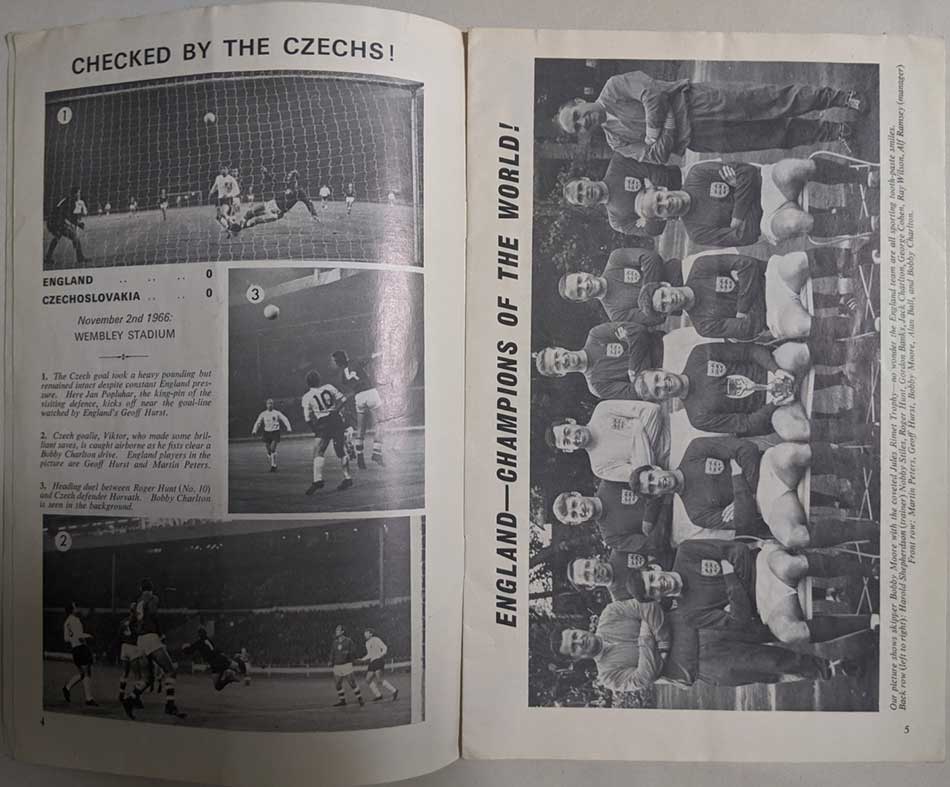 CHECKED BY THE CZECHS!
1
ENGLAND .. .. 0
CZECHOSLOVAKIA .. .. 0
November 2nd 1966:
WEMBLEY STADIUM
1. The Czech goal took a heavy pounding but
remained intact despite constant England pres-
sure. Here Jan Popluhar, the king-pin of the
visiting defence, kicks off near the goal-line
watched by England's Geoff Hurst.
2. Czech goalie, Viktor, who made some bril-
liant saves, is caught airborne as he fists clear a
Bobby Charlton drive. England players in the
picture are Geoff Hurst and Martin Peters.
3. Heading duel between Roger Hunt (No. 10)
and Czech defender Horvath. Bobby Charlton
is seen in the background.
3
10
2
4
ENGLAND—CHAMPIONS OF THE WORLD!
Our picture shows skipper Bobby Moore with the coveted Jules Rimet Trophy—no wonder the England team are all sporting tooth-paste smiles.
Back row (left to right): Harold Shepherdson (trainer) Nobby Stiles, Roger Hunt, Gordon Banks, Jack Charlton, George Cohen, Ray Wilson, Alf Ramsey (manager)
Front row: Martin Peters, Geoff Hurst, Bobby Moore, Alan Ball, and Bobby Charlton.
5